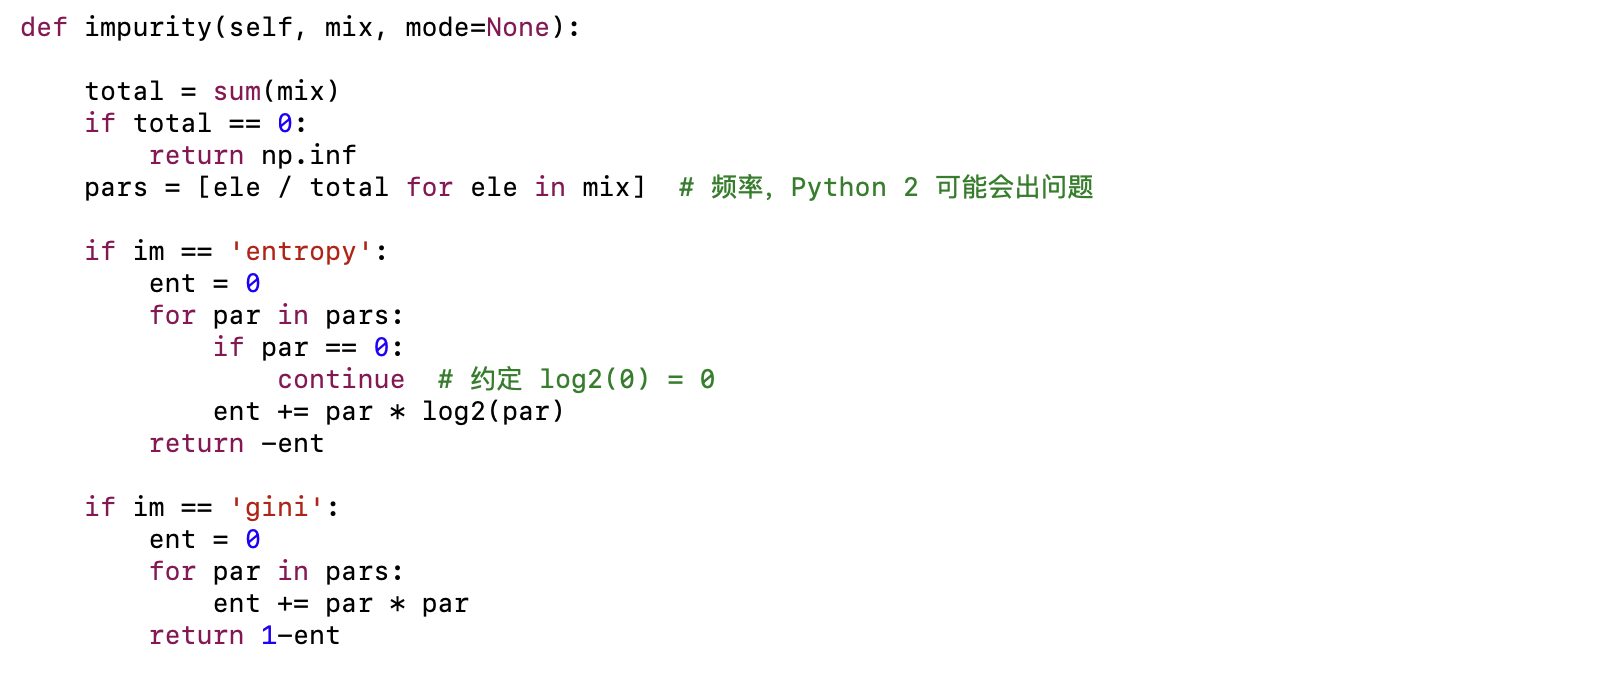 def impurity(self, mix, mode=None):
    total = sum(mix)
    if total == 0:
        return np.inf
    pars = [ele / total for ele in mix]  # 频率，Python 2 可能会出问题
    if im == 'entropy':
        ent = 0
        for par in pars:
            if par == 0:
                continue  # 约定 log2(0) = 0
            ent += par * log2(par)
        return -ent
    if im == 'gini':
        ent = 0
        for par in pars:
            ent += par * par
        return 1-ent